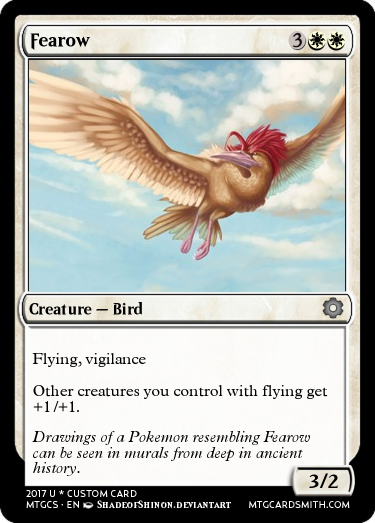 Fearow 3
Creature — Bird
Flying, vigilance
Other creatures you control with flying get
+1/+1.
Drawings of a Pokemon resembling Fearow
can be seen in murals from deep in ancient
history.
3/2
2017 U * CUSTOM CARD
MTGCS · EN SHADEOFSHINON.DEVIANTART MTGCARDSMITH.COM